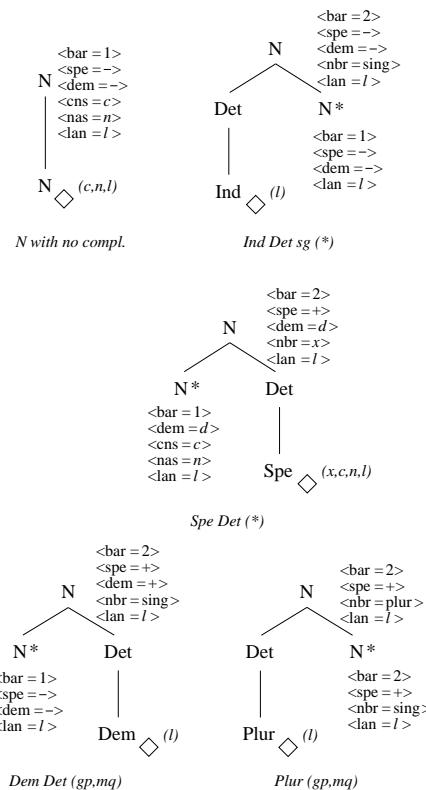 <bar = 1>
<spe = −>
N <dem = −>
<cns = c>
<nas = n>
<lan = l >
N (c,n,l)
N with no compl.
<bar = 2>
<spe = −>
N <dem = −>
<nbr = sing>
<lan = l >
Det N*
<bar = 1>
<spe = −>
<dem = −>
<lan = l >
Ind (l)
Ind Det sg (*)
<bar = 2>
<spe = +>
N <dem = d>
<nbr = x>
<lan = l >
N* Det
<bar = 1>
<dem = d>
<cns = c>
<nas = n>
<lan = l >
Spe (x,c,n,l)
Spe Det (*)
<bar = 2>
<spe = +>
<dem = +>
N <nbr = sing>
<lan = l >
N* Det
bar = 1>
spe = −>
dem = −>
lan = l >
Dem (l)
Dem Det (gp,mq)
<bar = 2>
<spe = +>
N <nbr = plur>
<lan = l >
Det N*
<bar = 2>
<spe = +>
<nbr = sing>
<lan = l >
Plur (l)
Plur (gp,mq)